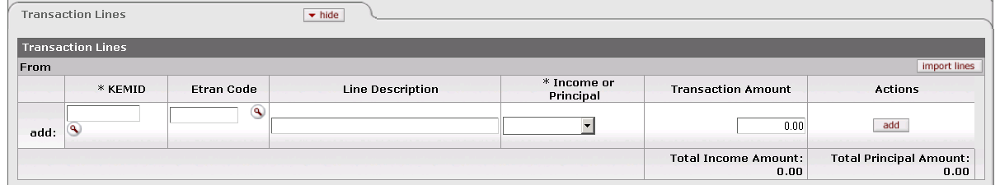 Transaction Lines
hide
Transaction Lines
From
import lines
* KEMID
Etran Code
Line Description
* Income or
Principal
Transaction Amount
Actions
add:
0.00
add
Total Income Amount:
0.00
Total Principal Amount:
0.00